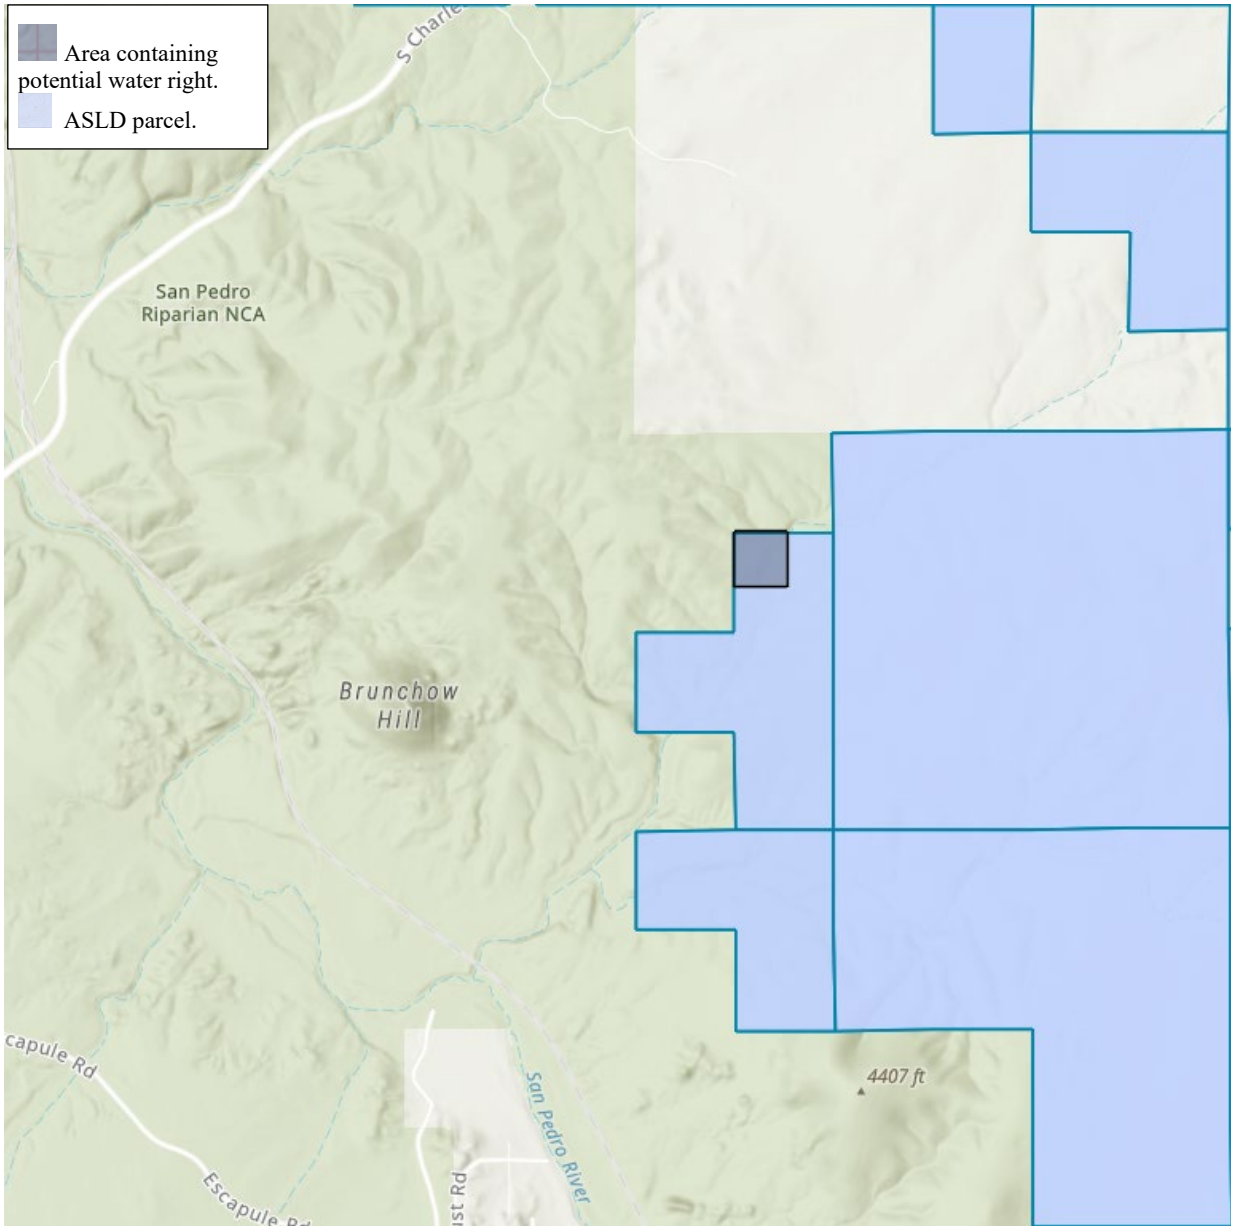 Area containing
potential water right.
ASLD parcel.
S Charle
San Pedro
Riparian NCA
Brunchow
Hill
4407 ft
San Pedro River
capule Rd
Escapule Rd
ust Rd